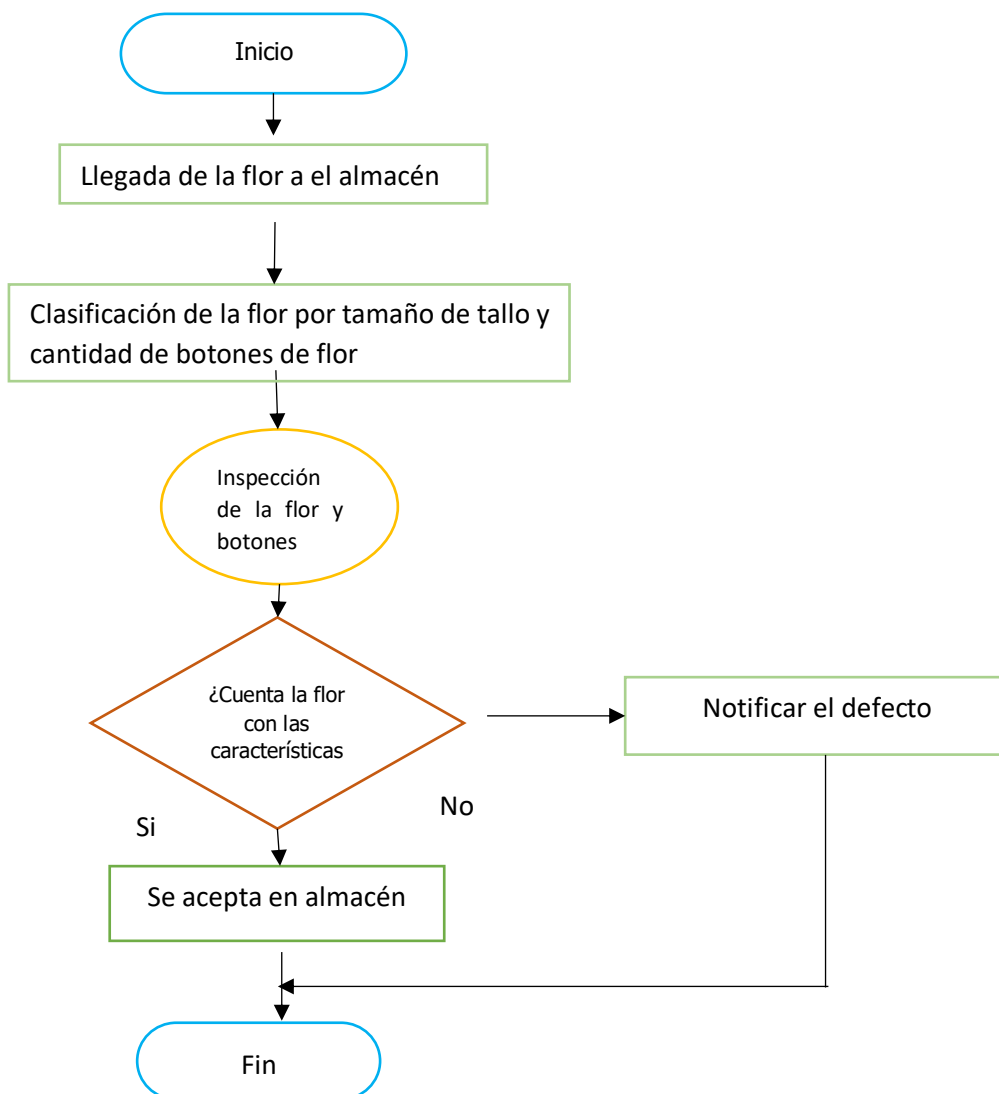 Inicio
Llegada de la flor a el almacén
Clasificación de la flor por tamaño de tallo y
cantidad de botones de flor
Inspección
de la flor y
botones
¿Cuenta la flor
con las
características
Notificar el defecto
No
Si
Se acepta en almacén
Fin